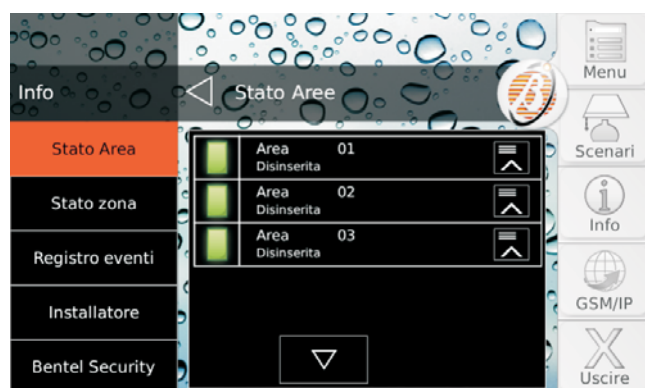 Info
Stato Aree
Stato Area
Stato zona
Registro eventi
Installatore
Bentel Security
Area 01
Disinserita
Area 02
Disinserita
Area 03
Disinserita
Menu
Scenari
Info
GSM/IP
Uscire